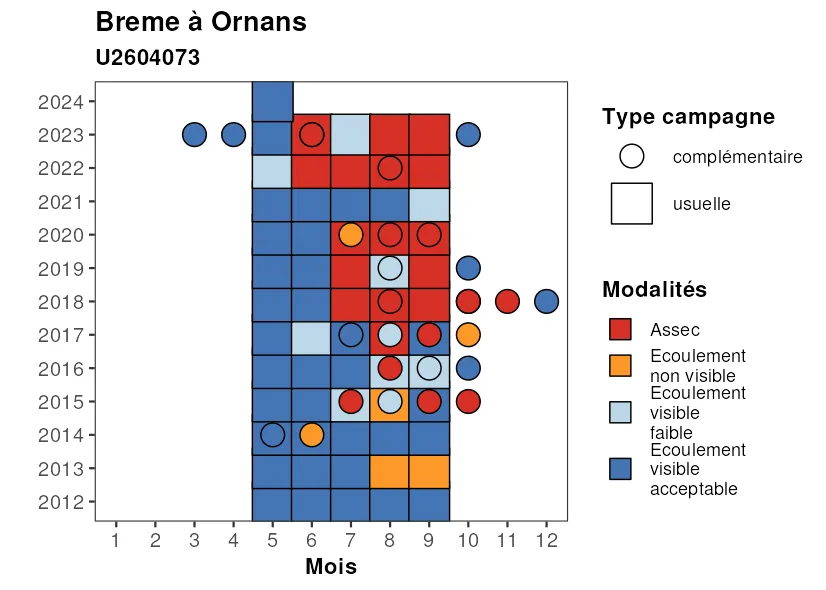 Breme à Ornans
U2604073
2024
2023
2022
2021
2020
2019
2018
2017
2016
2015
2014
2013
2012
1 2 3 4 5 6 7 8 9 10 11 12
Mois
Type campagne
complémentaire
usuelle
Modalités
Assec
Ecoulement
non visible
Ecoulement
visible
faible
Ecoulement
visible
acceptable